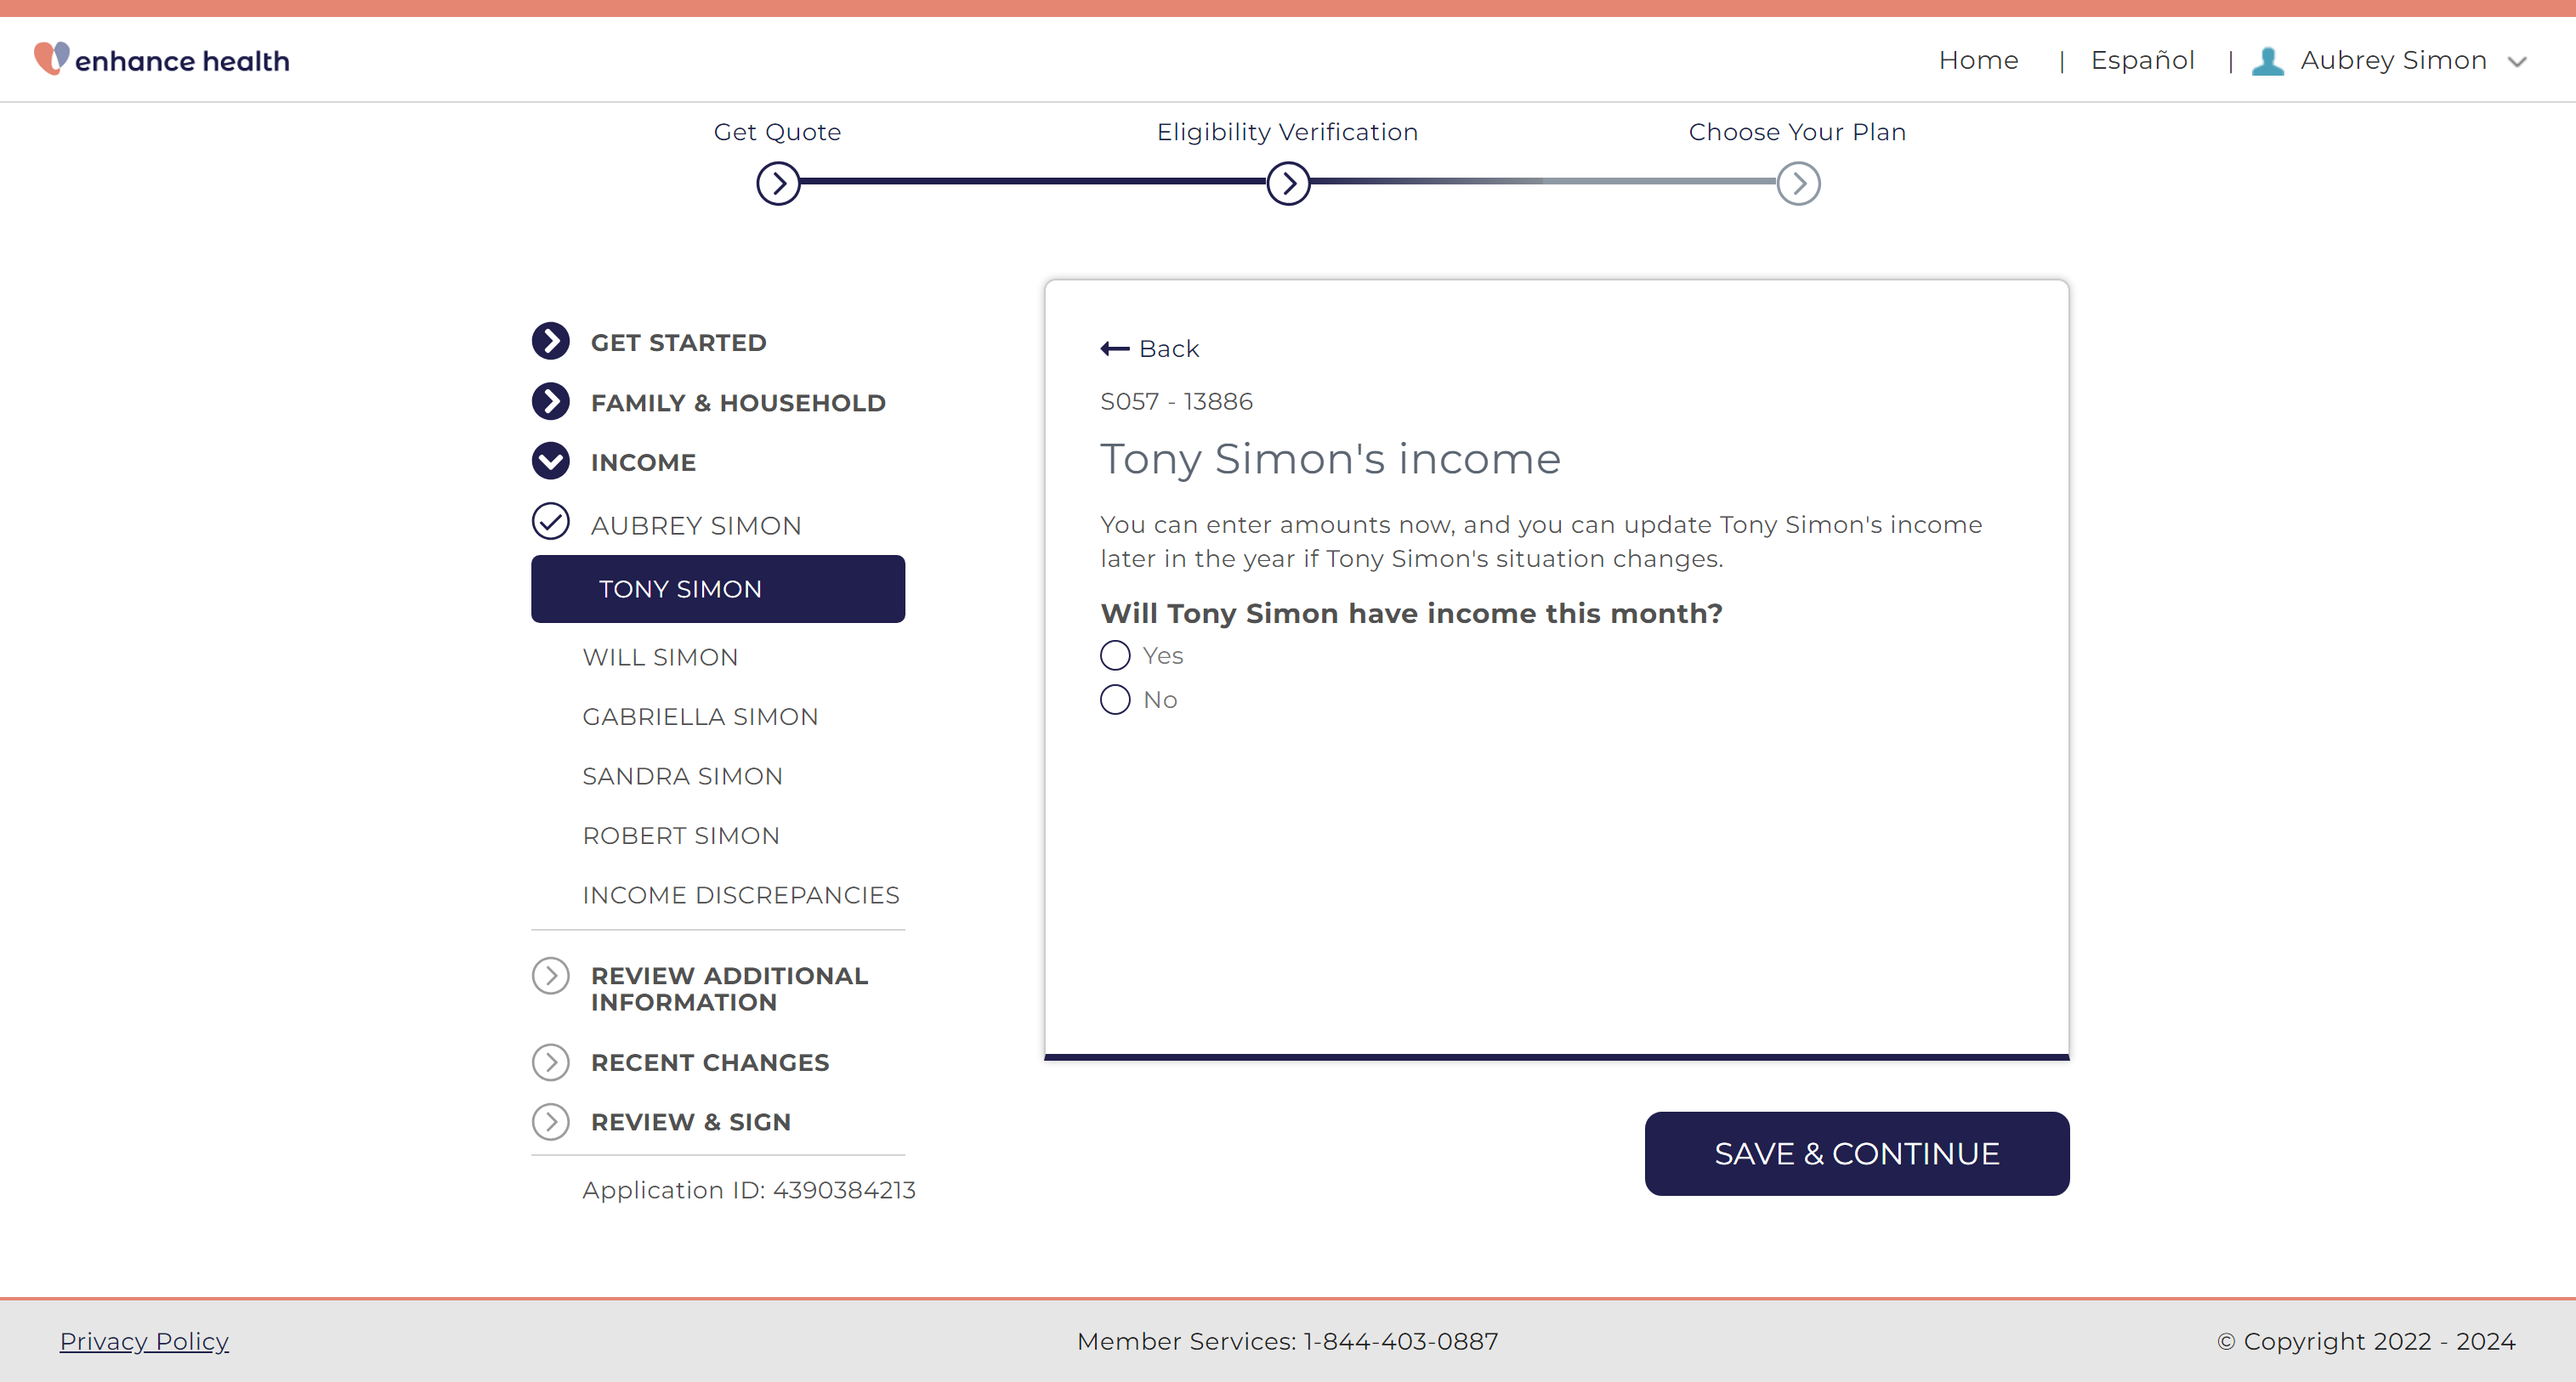 enhance health
Home | Español | Aubrey Simon
Get Quote
Eligibility Verification
Choose Your Plan
GET STARTED
FAMILY & HOUSEHOLD
INCOME
AUBREY SIMON
TONY SIMON
WILL SIMON
GABRIELLA SIMON
SANDRA SIMON
ROBERT SIMON
INCOME DISCREPANCIES
REVIEW ADDITIONAL
INFORMATION
RECENT CHANGES
REVIEW & SIGN
Application ID: 4390384213
Back
S057 - 13886
Tony Simon's income
You can enter amounts now, and you can update Tony Simon's income
later in the year if Tony Simon's situation changes.
Will Tony Simon have income this month?
Yes
No
SAVE & CONTINUE
Privacy Policy
Member Services: 1-844-403-0887
© Copyright 2022 - 2024